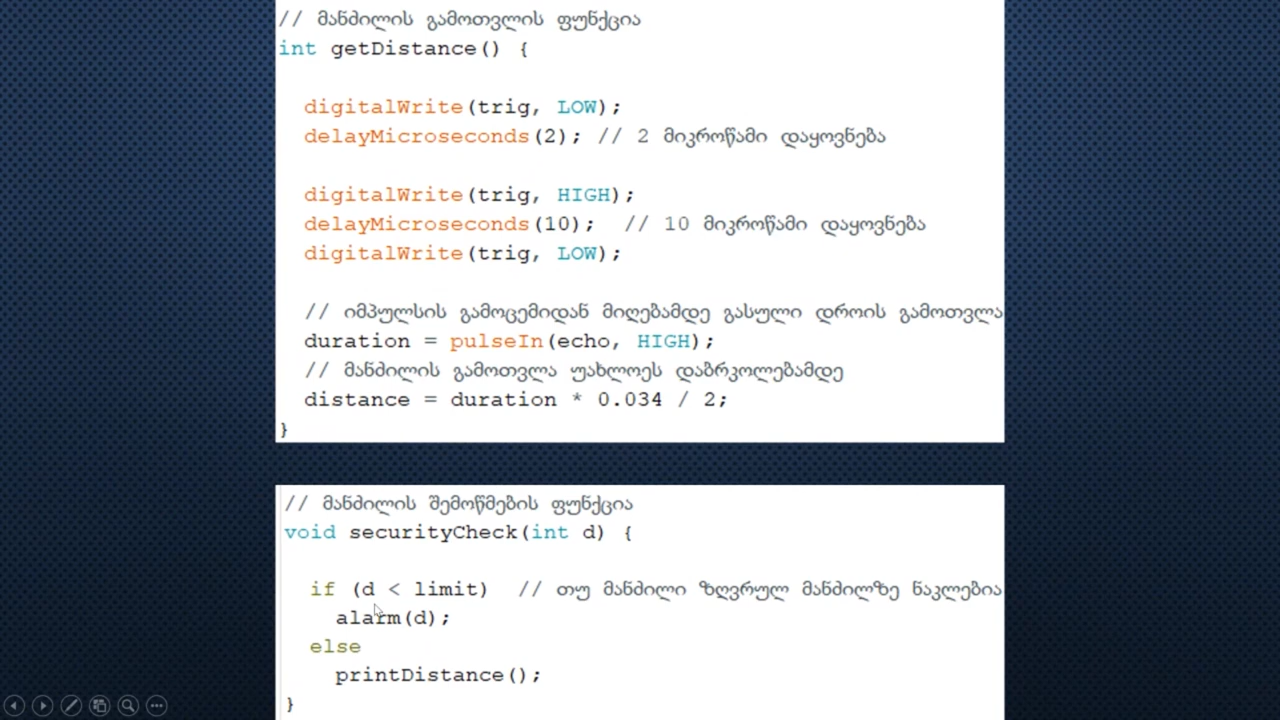 // მანძილის გამოთვლის ფუნქცია
int getDistance() {
digitalWrite(trig, LOW);
delayMicroseconds(2); // 2 მიკროწამი დაყოვნება
digitalWrite(trig, HIGH);
delayMicroseconds(10); // 10 მიკროწამი დაყოვნება
digitalWrite(trig, LOW);
// იმპულსის გამოცემიდან მიღებამდე გასული დროის გამოთვლა
duration = pulseIn(echo, HIGH);
// მანძილის გამოთვლა უახლოეს დაბრკოლებამდე
distance = duration * 0.034 / 2;
}
// მანძილის შემოწმების ფუნქცია
void securityCheck(int d) {
if (d < limit) // თუ მანძილი ზღვრულ მანძილზე ნაკლებია
alarm(d);
else
printDistance();
}